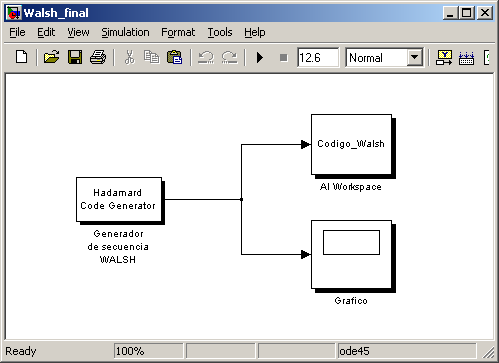 Walsh_final
File Edit View Simulation Format Tools Help
12.6 Normal
Codigo_Walsh
Al Workspace
Hadamard
Code Generator
Generador
de secuencia
WALSH
Grafico
Ready 100% ode45